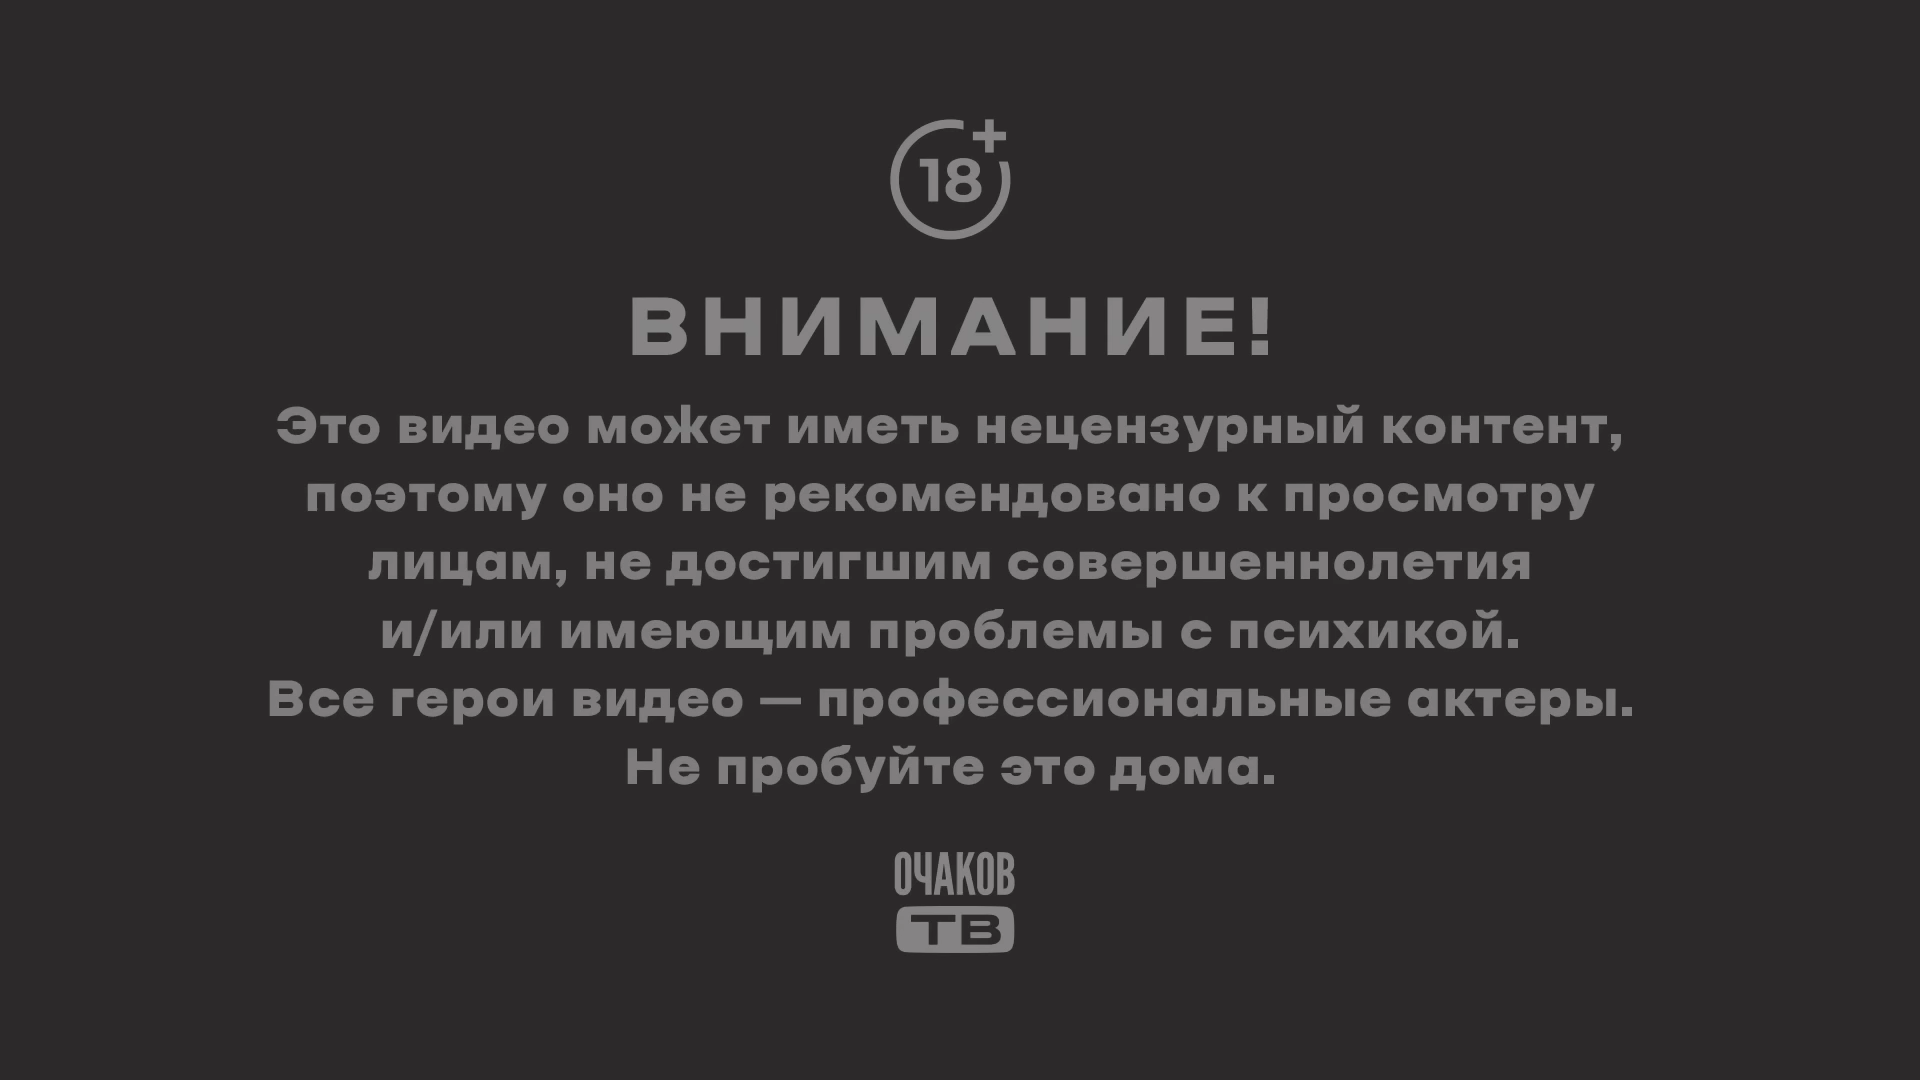 18+
ВНИМАНИЕ!
Это видео может иметь нецензурный контент,
поэтому оно не рекомендовано к просмотру
лицам, не достигшим совершеннолетия
и/или имеющим проблемы с психикой.
Все герои видео — профессиональные актеры.
Не пробуйте это дома.
ОЧАКОВ
ТВ